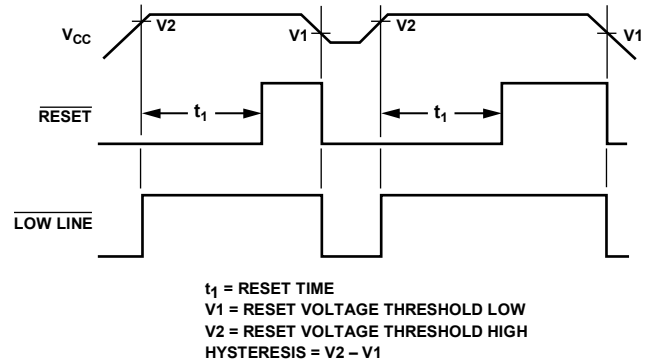 VCC V2 V1 V2 V1
RESET t1 t1
LOW LINE
t1 = RESET TIME
V1 = RESET VOLTAGE THRESHOLD LOW
V2 = RESET VOLTAGE THRESHOLD HIGH
HYSTERESIS = V2 – V1